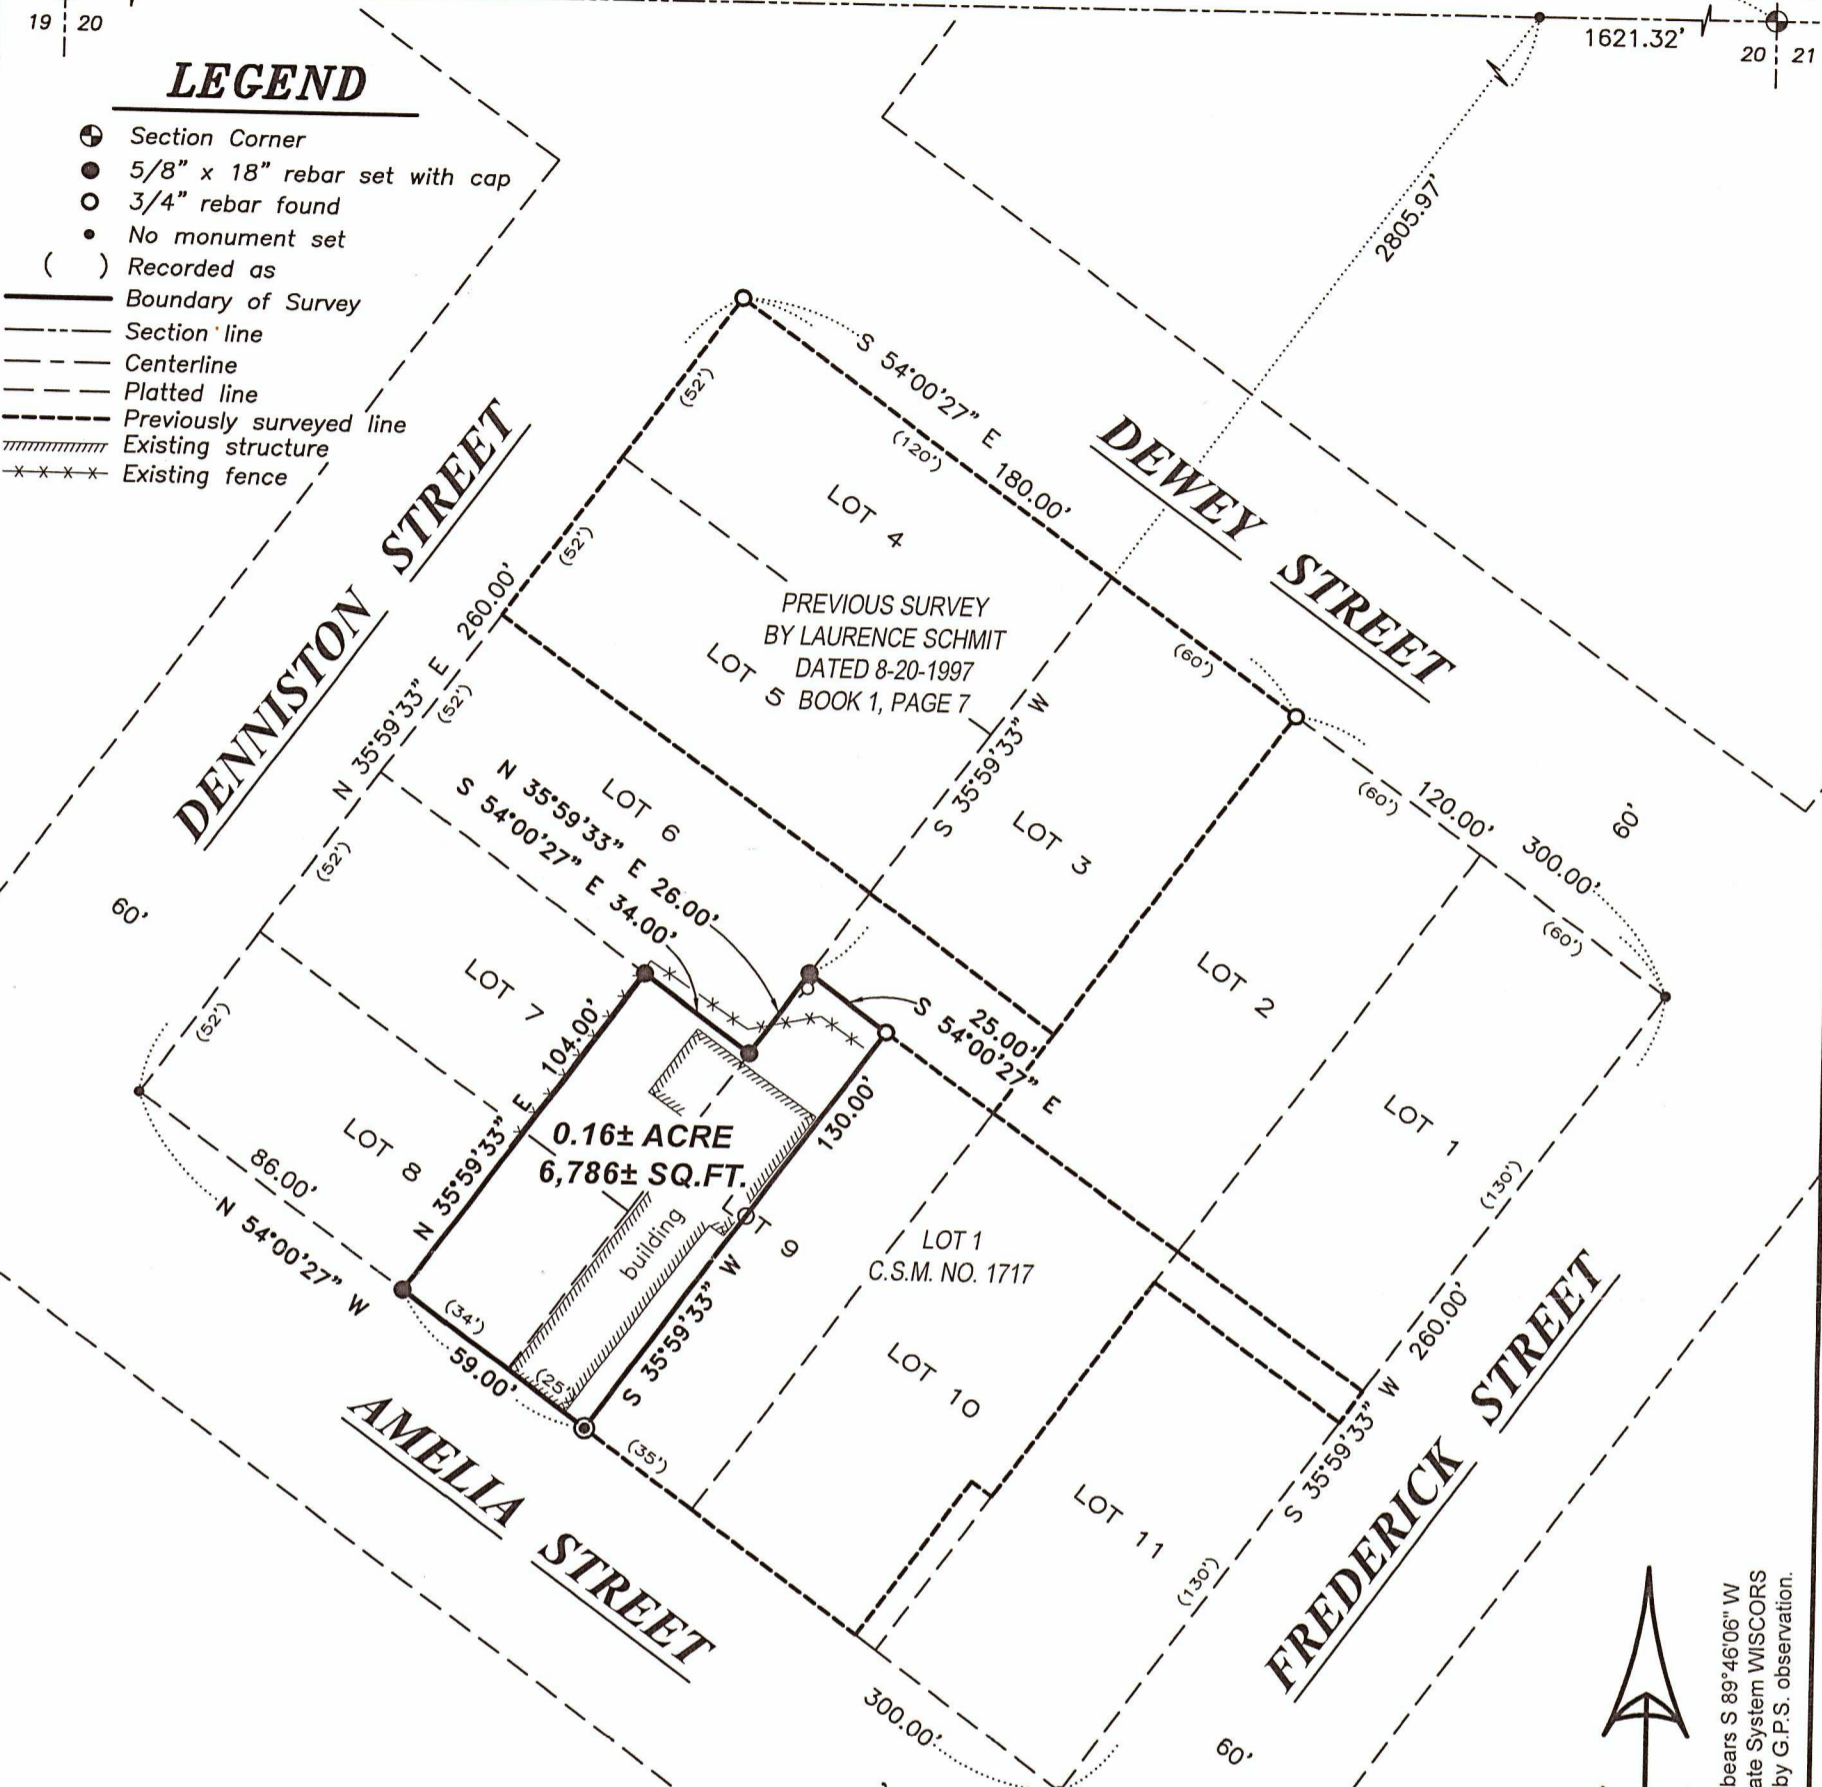 19 20
1621.32'
20 21
LEGEND
Section Corner
5/8" x 18" rebar set with cap
3/4" rebar found
No monument set
( ) Recorded as
Boundary of Survey
Section line
Centerline
Platted line
Previously surveyed line
Existing structure
Existing fence
2805.97'
S 54°00'27" E
180.00'
(120')
(60')
(52')
(52')
(52')
(52')
(52')
DENNISTON STREET
N 35°59'33" E 260.00'
60'
DEWEY STREET
LOT 4
PREVIOUS SURVEY
BY LAURENCE SCHMIT
DATED 8-20-1997
BOOK 1, PAGE 7
LOT 5
S 35°59'33" W
LOT 3
LOT 6
N 35°59'33" E 26.00'
S 54°00'27" E 34.00'
(60')
120.00'
300.00'
60'
(60')
LOT 2
LOT 1
LOT 7
LOT 8
N 35°59'33" E 104.00'
25.00'
S 54°00'27" E
130.00'
S 35°59'33" W
0.16± ACRE
6,786± SQ.FT.
building
LOT 9
86.00'
N 54°00'27" W
(34')
59.00'
(25')
(35')
LOT 1
C.S.M. NO. 1717
LOT 10
LOT 11
(130')
260.00'
S 35°59'33" W
(130')
FREDERICK STREET
AMELIA STREET
300.00'
60'
bears S 89°46'06" W
ate System WISCORS
by G.P.S. observation.